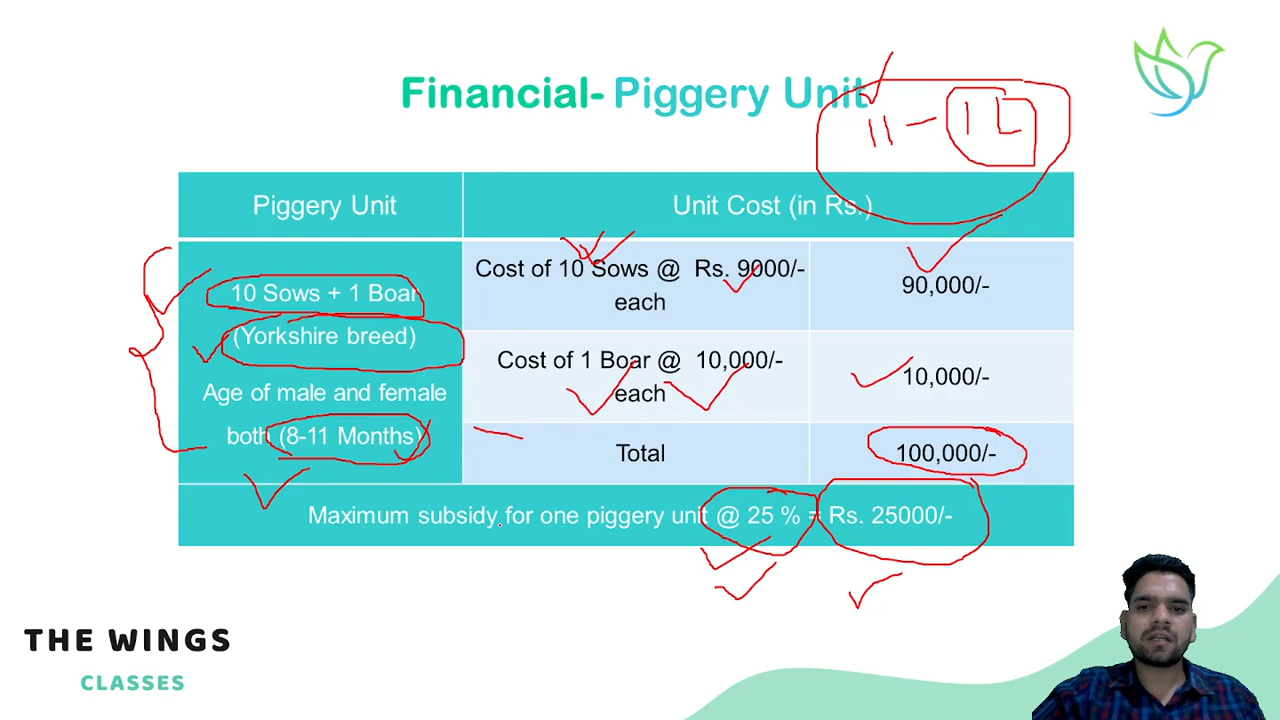 Financial- Piggery Unit
11 - 1L
Piggery Unit
Unit Cost (in Rs.)
10 Sows + 1 Boar
(Yorkshire breed)
Age of male and female
both (8-11 Months)
Cost of 10 Sows @ Rs. 9000/-
each
90,000/-
Cost of 1 Boar @ 10,000/-
each
10,000/-
Total
100,000/-
Maximum subsidy for one piggery unit @ 25 % = Rs. 25000/-
THE WINGS
CLASSES